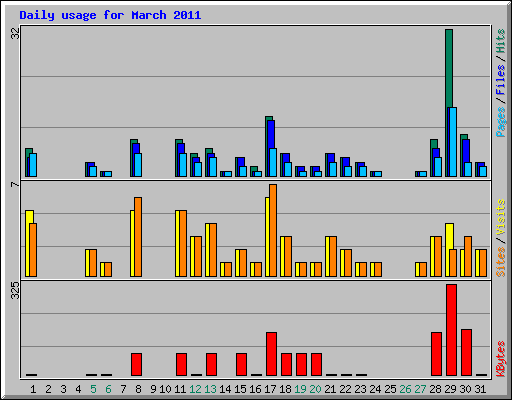 Daily usage for March 2011
32
Pages / Files / Hits
7
Sites / Visits
325
KBytes
1 2 3 4 5 6 7 8 9 10 11 12 13 14 15 16 17 18 19 20 21 22 23 24 25 26 27 28 29 30 31